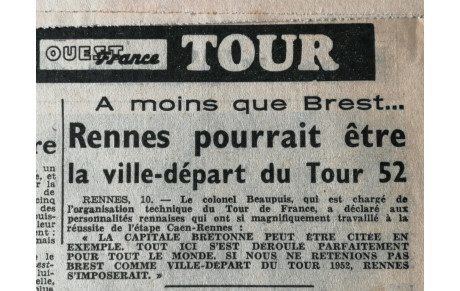 OUEST France TOUR
A moins que Brest...
Rennes pourrait être
la ville-départ du Tour 52
RENNES, 10. — Le colonel Beaupuis, qui est chargé de
l'organisation technique du Tour de France, a déclaré aux
personnalités rennaises qui ont si magnifiquement travaillé à la
réussite de l'étape Caen-Rennes :
« LA CAPITALE BRETONNE PEUT ÊTRE CITÉE EN
EXEMPLE. TOUT ICI S'EST DÉROULÉ PARFAITEMENT
POUR TOUT LE MONDE. SI NOUS NE RETENIONS PAS
BREST COMME VILLE-DÉPART DU TOUR 1952, RENNES
S'IMPOSERAIT. »